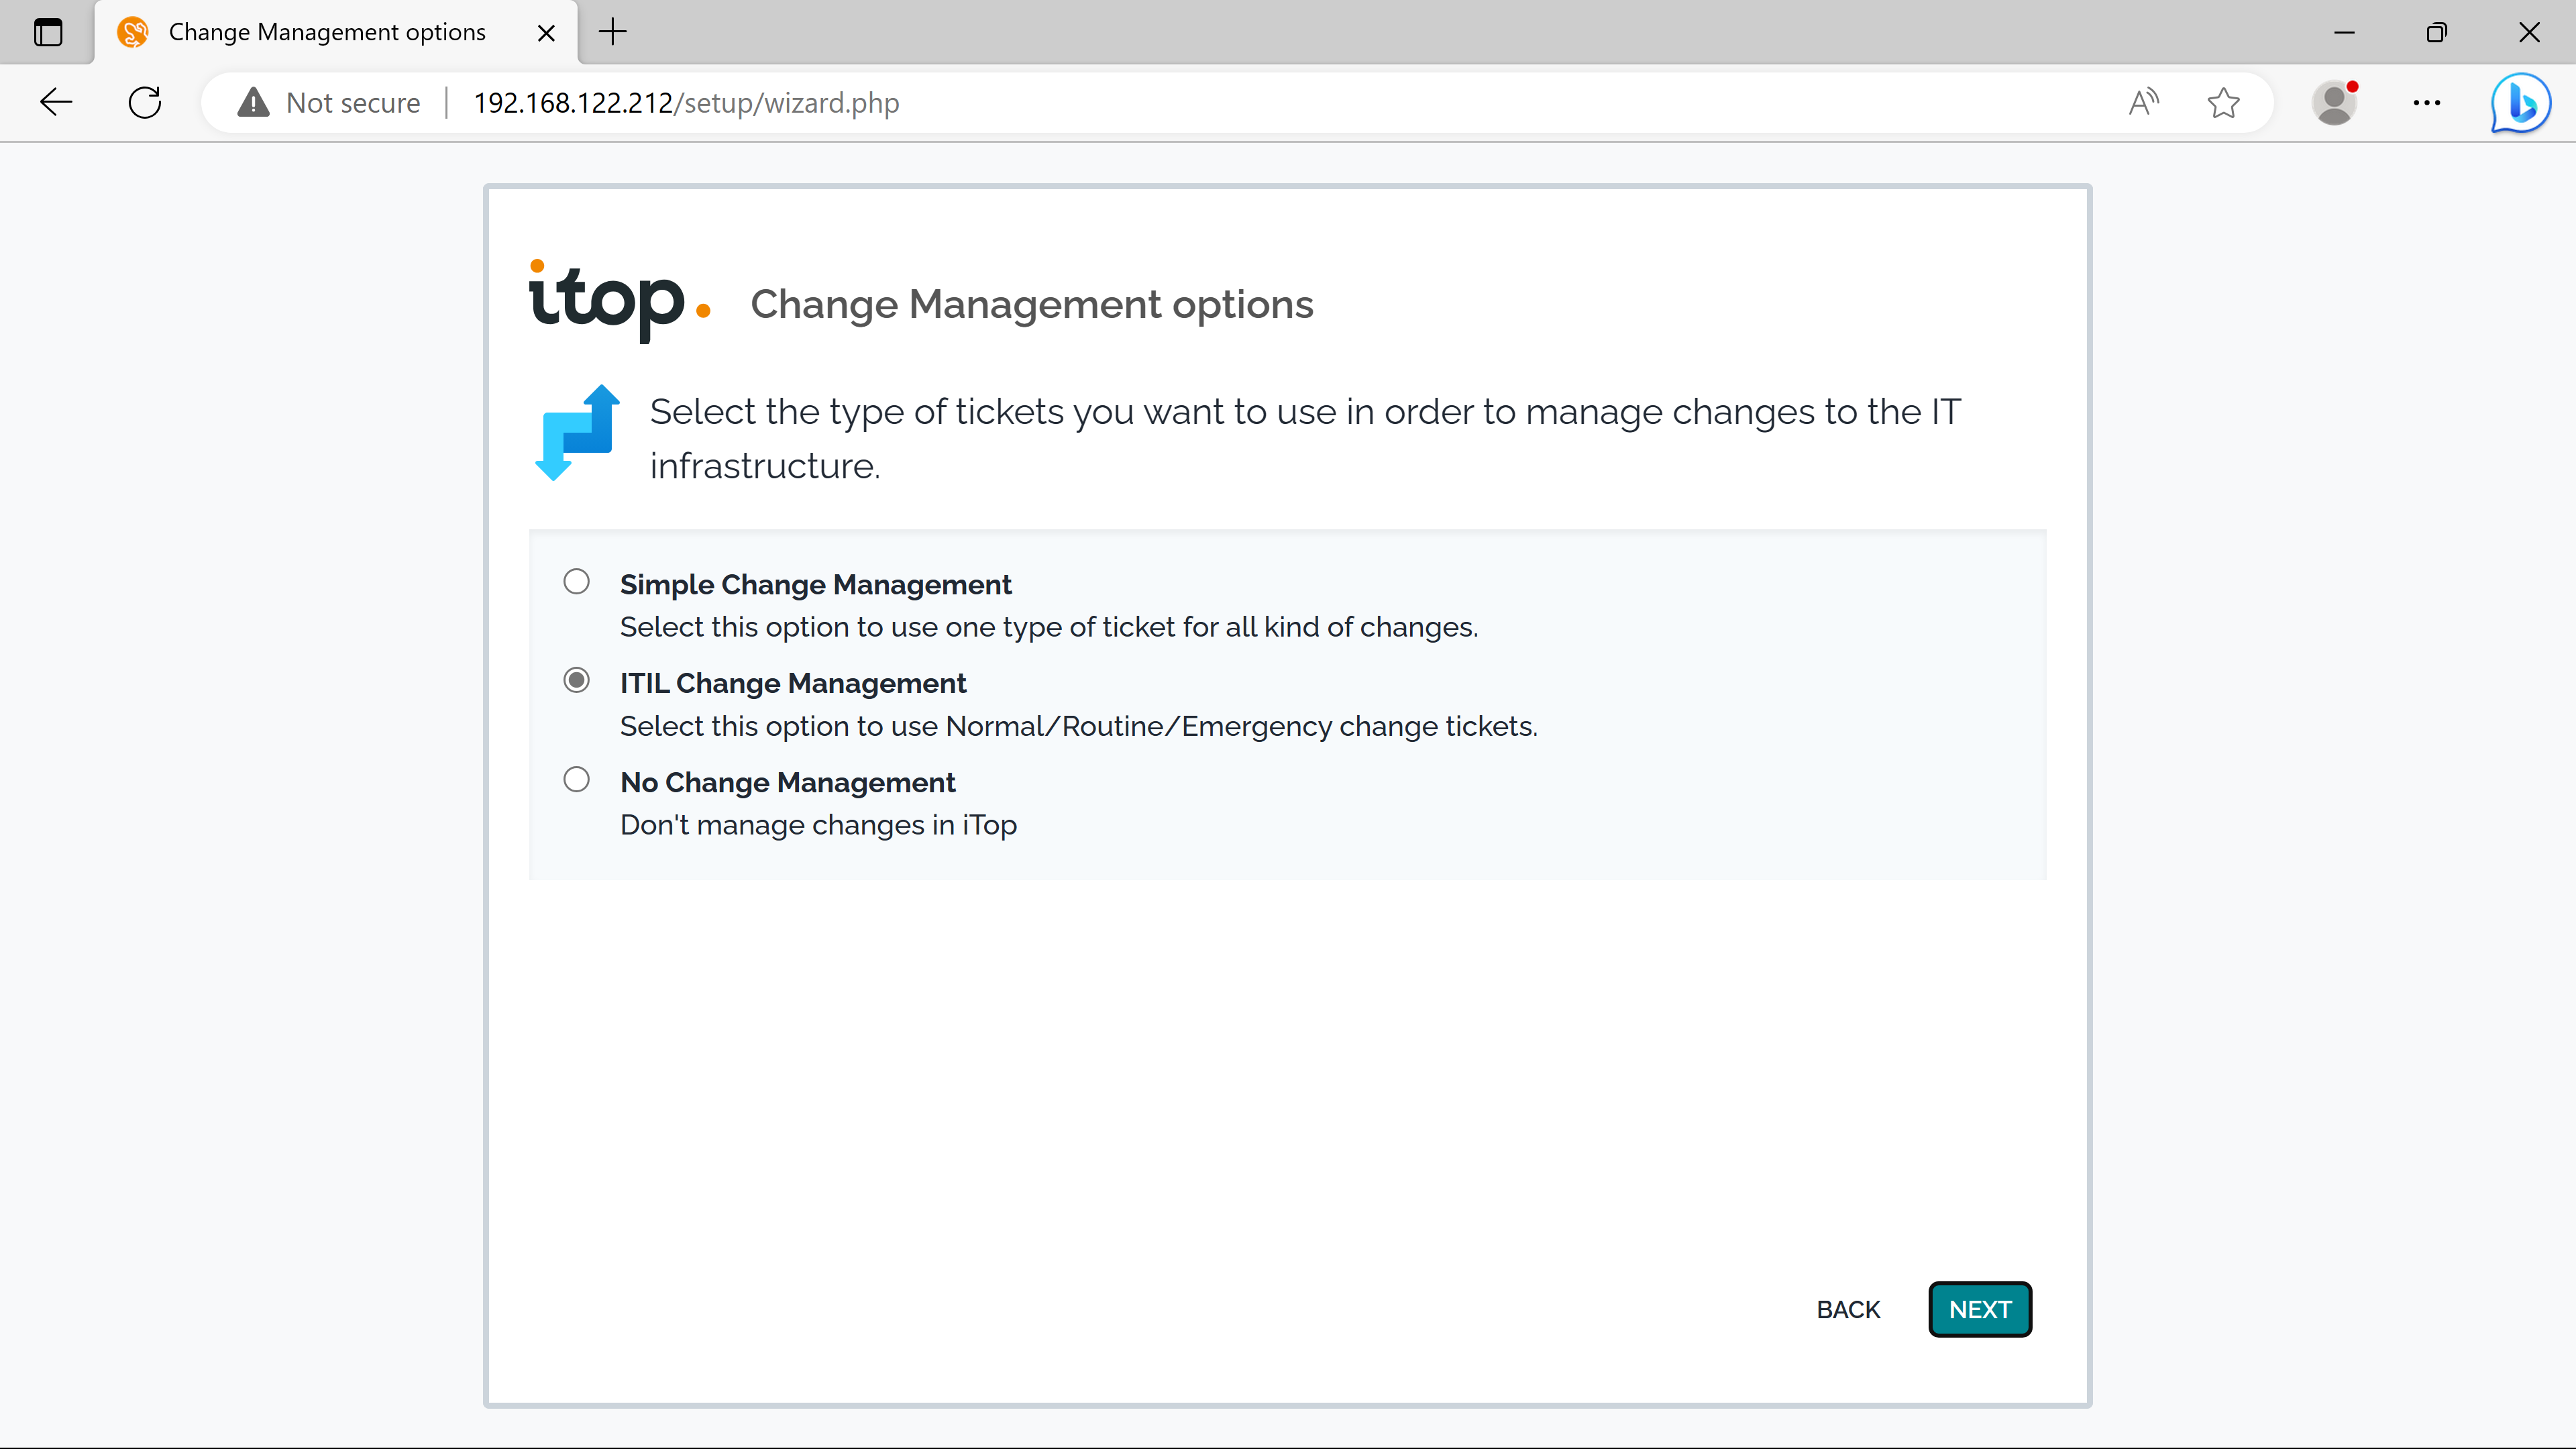 Change Management options
Not secure
192.168.122.212/setup/wizard.php
itop
Change Management options
Select the type of tickets you want to use in order to manage changes to the IT
infrastructure.
Simple Change Management
Select this option to use one type of ticket for all kind of changes.
ITIL Change Management
Select this option to use Normal/Routine/Emergency change tickets.
No Change Management
Don't manage changes in iTop
BACK
NEXT